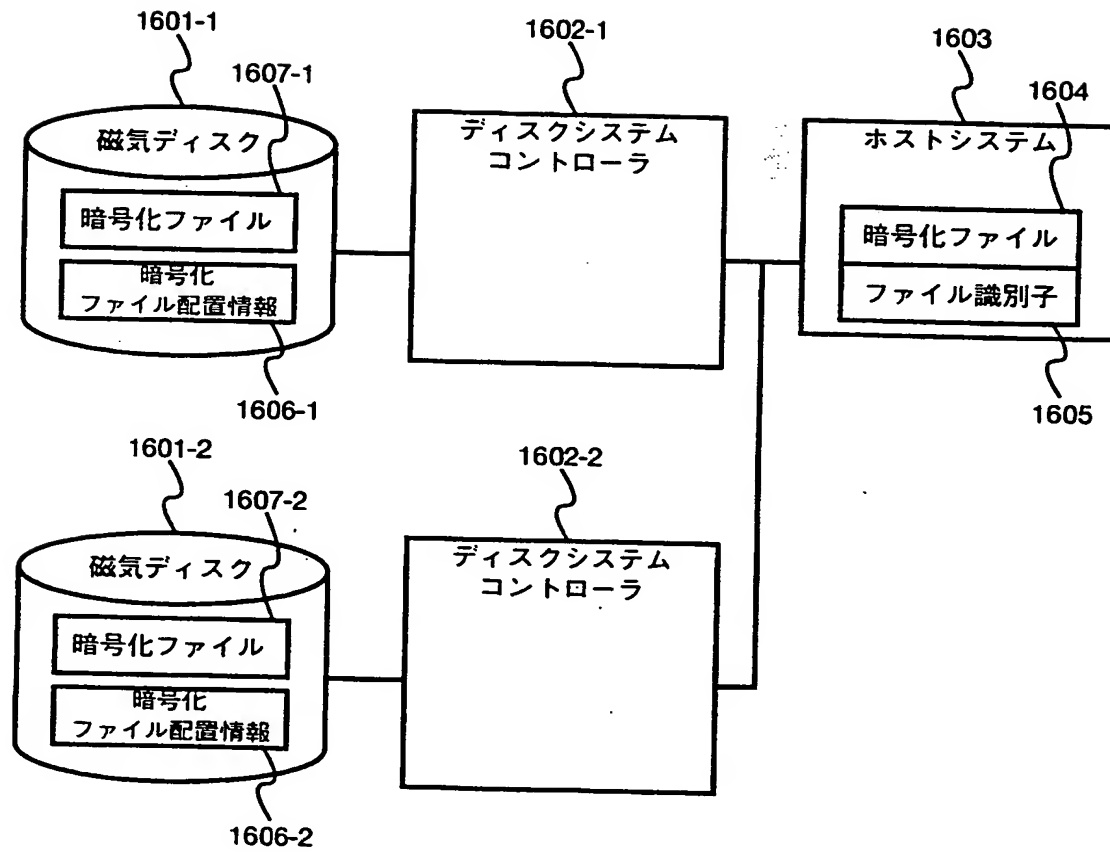 1601-1
1607-1
磁気ディスク
暗号化ファイル
暗号化
ファイル配置情報
1606-1
1602-1
ディスクシステム
コントローラ
1603
1604
ホストシステム
暗号化ファイル
ファイル識別子
1605
1601-2
1607-2
磁気ディスク
暗号化ファイル
暗号化
ファイル配置情報
1606-2
1602-2
ディスクシステム
コントローラ